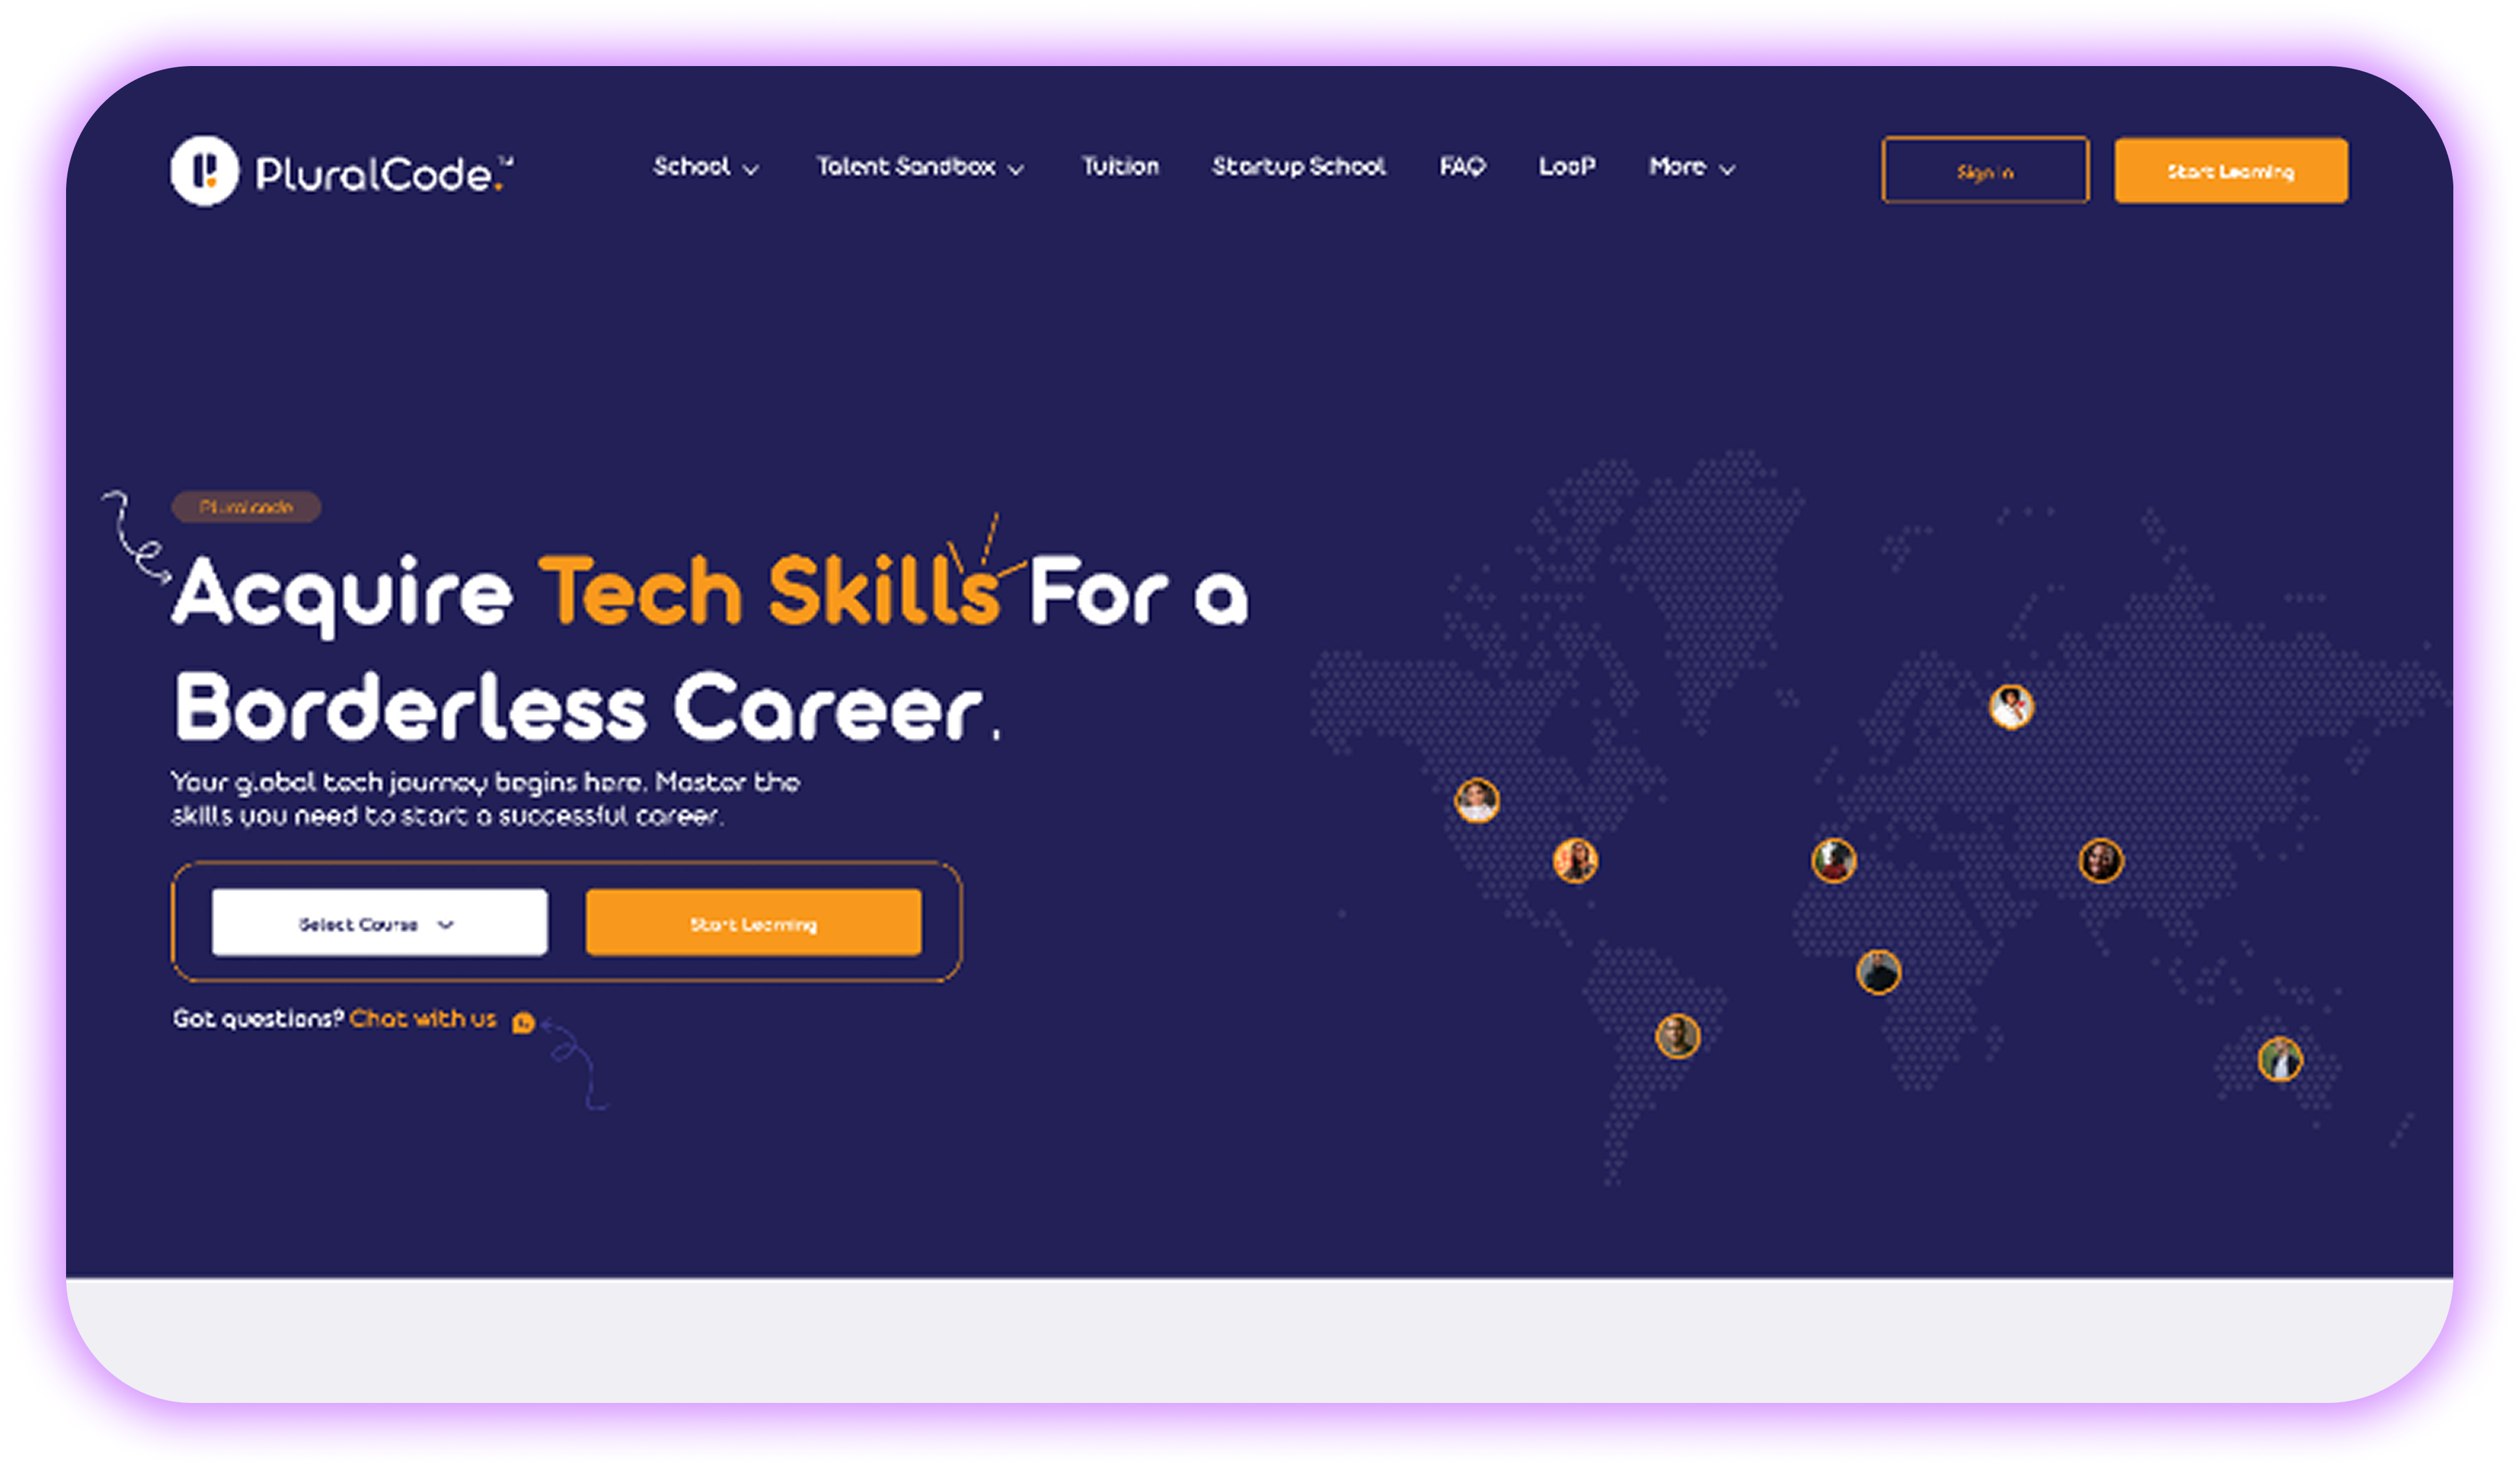 PluralCode.™
School
Talent Sandbox
Tuition
Startup School
FAQ
LooP
More
Sign In
Start Learning
Pluralcode
Acquire Tech Skills For a
Borderless Career.
Your global tech journey begins here. Master the
skills you need to start a successful career.
Select Course
Start Learning
Got questions? Chat with us